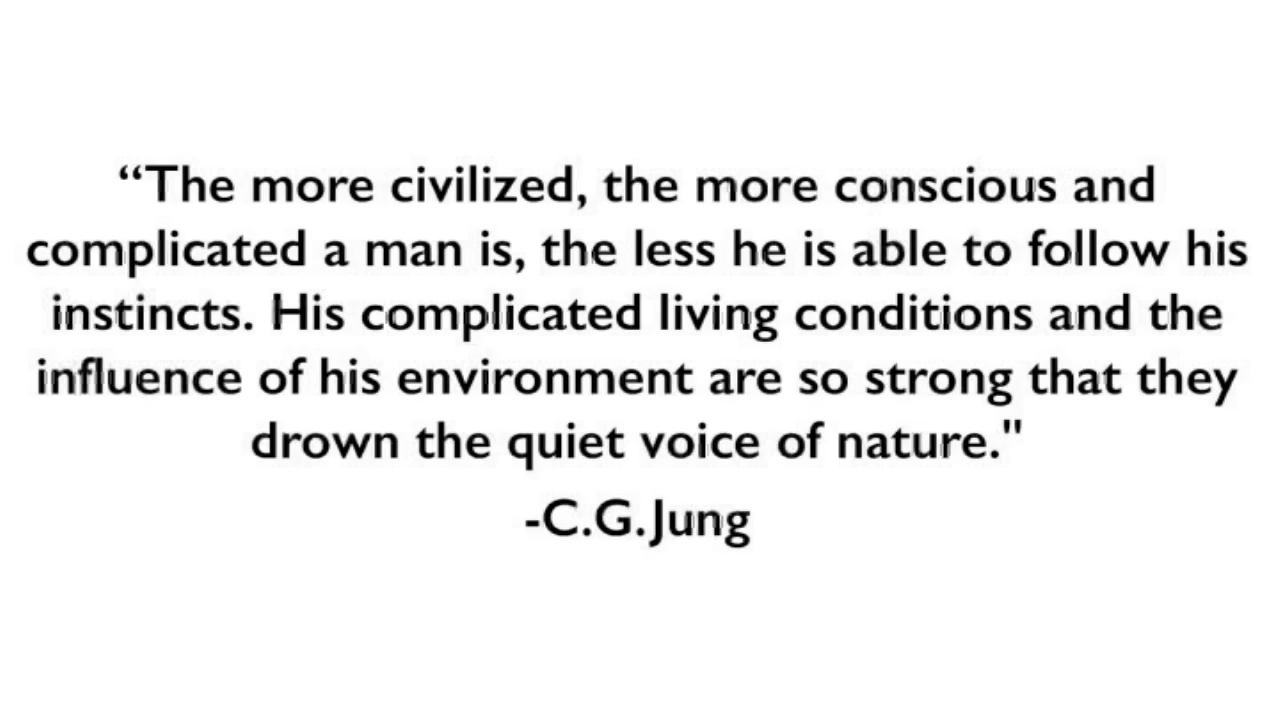 “The more civilized, the more conscious and
complicated a man is, the less he is able to follow his
instincts. His complicated living conditions and the
influence of his environment are so strong that they
drown the quiet voice of nature."
-C.G.Jung